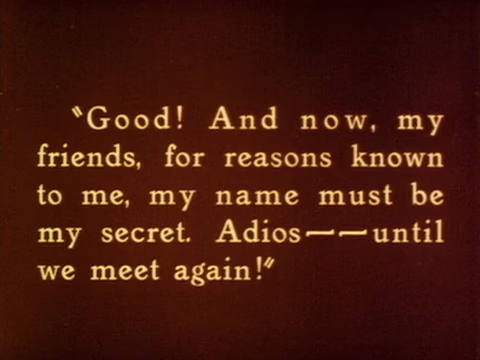 "Good! And now, my
friends, for reasons known
to me, my name must be
my secret. Adios——until
we meet again!"